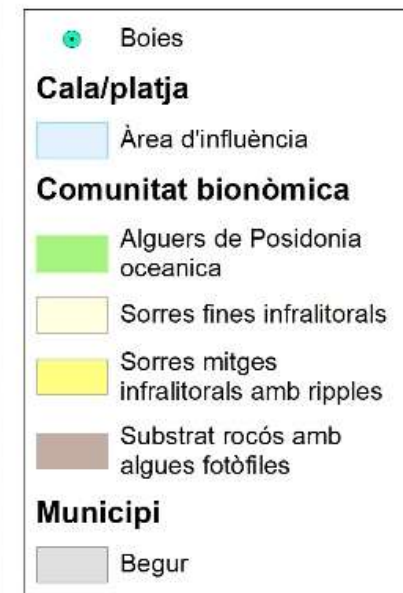 Boies
Cala/platja
Àrea d'influència
Comunitat bionòmica
Alguers de Posidonia
oceanica
Sorres fines infralitorals
Sorres mitges
infralitorals amb ripples
Substrat rocós amb
algues fotòfiles
Municipi
Begur